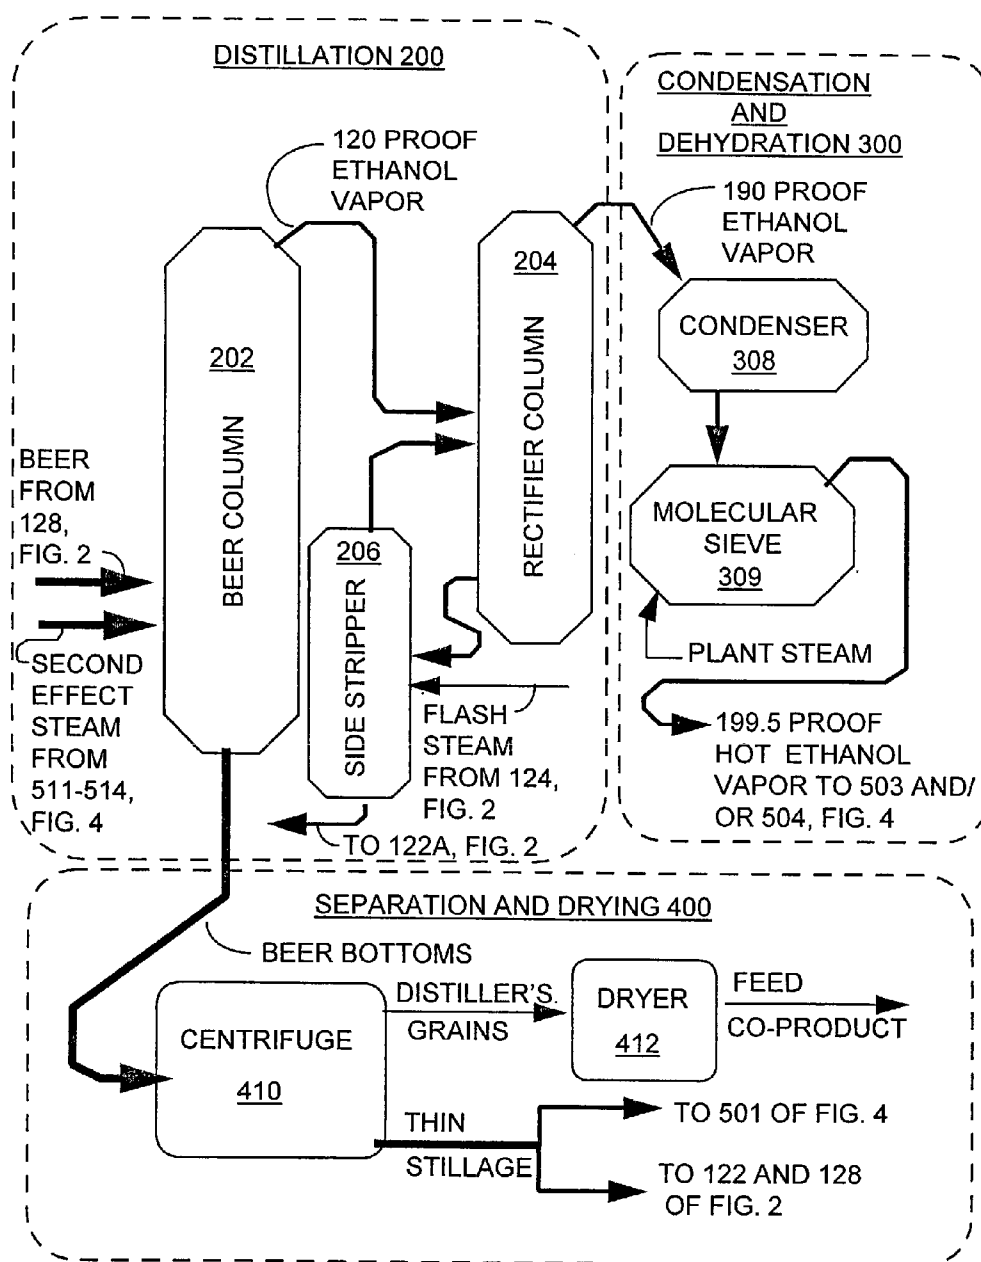 DISTILLATION 200
120 PROOF
ETHANOL
VAPOR
202
BEER COLUMN
204
RECTIFIER COLUMN
206
SIDE STRIPPER
BEER
FROM
128,
FIG. 2
SECOND
EFFECT
STEAM
FROM
511-514,
FIG. 4
FLASH
STEAM
FROM 124,
FIG. 2
TO 122A, FIG. 2
CONDENSATION
AND
DEHYDRATION 300
190 PROOF
ETHANOL
VAPOR
CONDENSER
308
MOLECULAR
SIEVE
309
PLANT STEAM
199.5 PROOF
HOT ETHANOL
VAPOR TO 503 AND/
OR 504, FIG. 4
SEPARATION AND DRYING 400
BEER BOTTOMS
CENTRIFUGE
410
DISTILLER'S.
GRAINS
DRYER
412
FEED
CO-PRODUCT
THIN
STILLAGE
TO 501 OF FIG. 4
TO 122 AND 128
OF FIG. 2